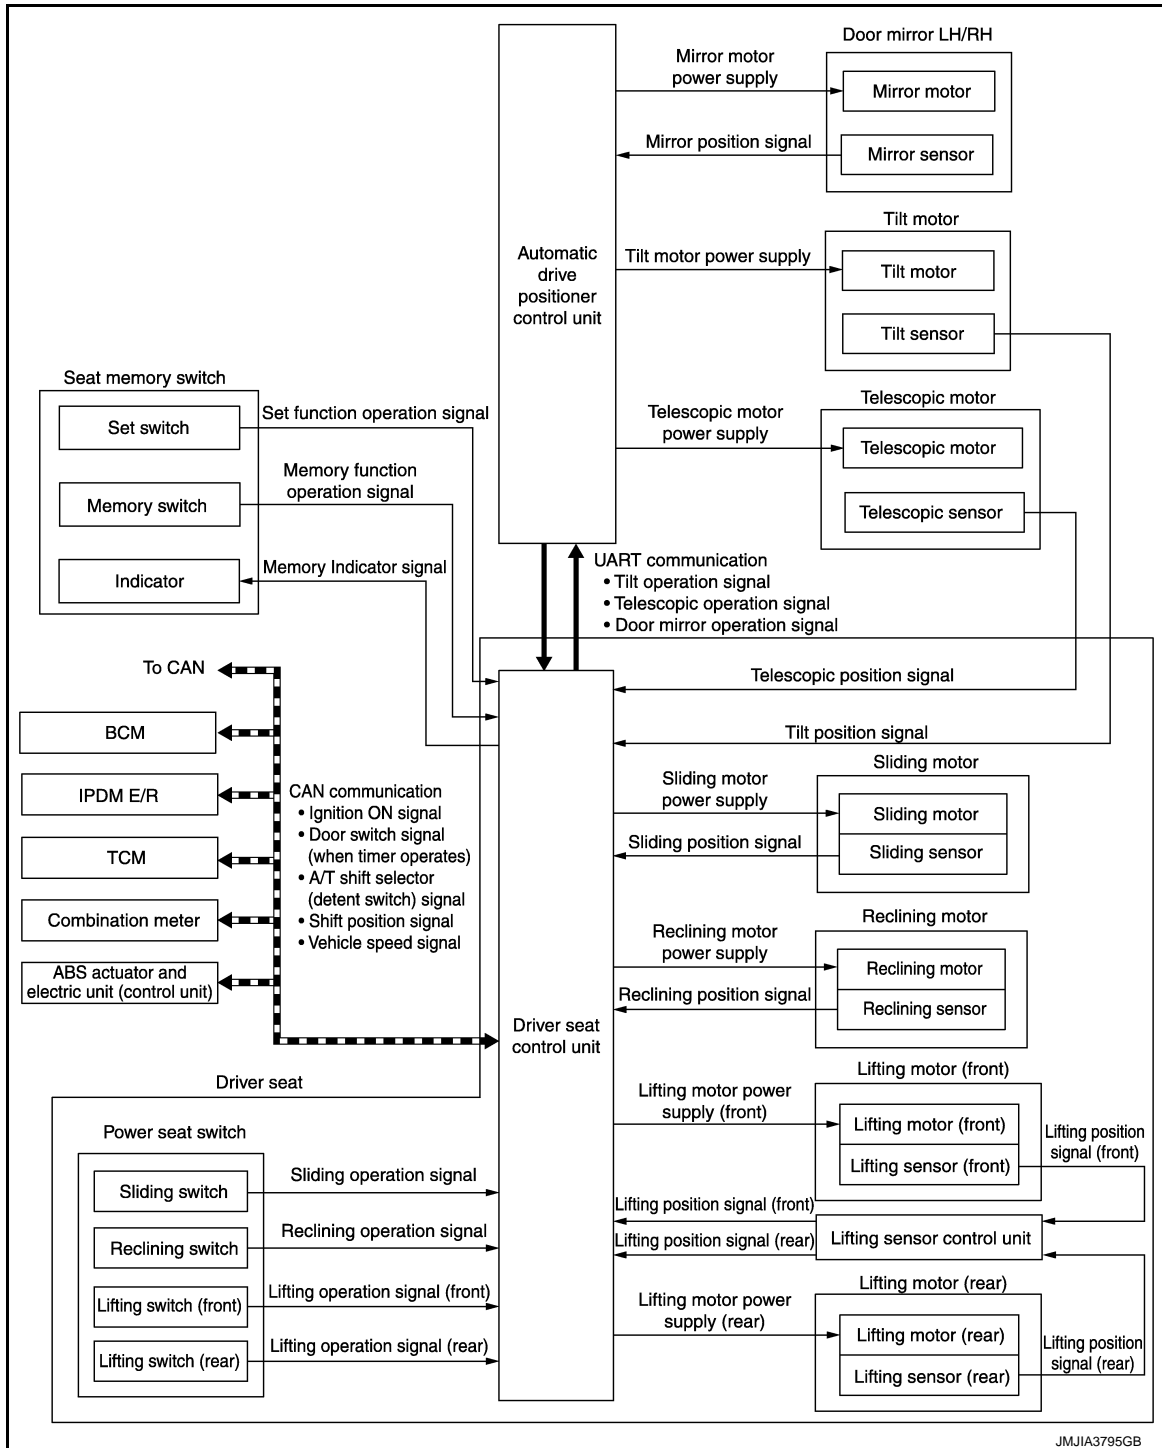 Door mirror LH/RH
Mirror motor
power supply
Mirror motor
Mirror position signal
Mirror sensor
Tilt motor
Automatic
drive
positioner
control unit
Tilt motor power supply
Tilt motor
Tilt sensor
Seat memory switch
Set switch
Set function operation signal
Memory function
operation signal
Memory switch
Indicator
Memory Indicator signal
Telescopic motor
Telescopic motor
power supply
Telescopic motor
Telescopic sensor
UART communication
• Tilt operation signal
• Telescopic operation signal
• Door mirror operation signal
To CAN
BCM
IPDM E/R
TCM
Combination meter
ABS actuator and
electric unit (control unit)
CAN communication
• Ignition ON signal
• Door switch signal
(when timer operates)
• A/T shift selector
(detent switch) signal
• Shift position signal
• Vehicle speed signal
Telescopic position signal
Tilt position signal
Sliding motor
Sliding motor
power supply
Sliding motor
Sliding position signal
Sliding sensor
Reclining motor
Reclining motor
power supply
Reclining motor
Reclining position signal
Reclining sensor
Driver seat
control unit
Driver seat
Lifting motor (front)
Lifting motor power
supply (front)
Lifting motor (front)
Lifting sensor (front)
Lifting position
signal (front)
Power seat switch
Sliding switch
Sliding operation signal
Reclining switch
Reclining operation signal
Lifting switch (front)
Lifting operation signal (front)
Lifting switch (rear)
Lifting operation signal (rear)
Lifting position signal (front)
Lifting position signal (rear)
Lifting sensor control unit
Lifting motor (rear)
Lifting motor power
supply (rear)
Lifting motor (rear)
Lifting sensor (rear)
Lifting position
signal (rear)
JMJIA3795GB